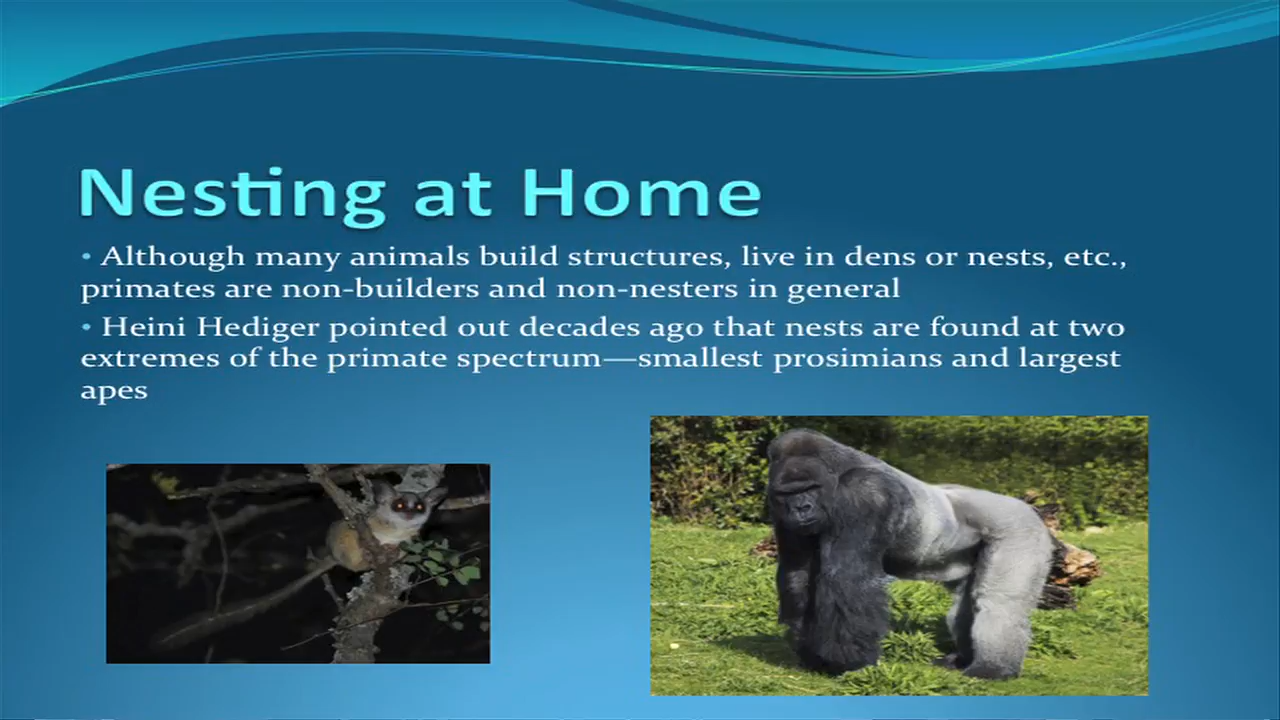 Nesting at Home
• Although many animals build structures, live in dens or nests, etc.,
primates are non-builders and non-nesters in general
• Heini Hediger pointed out decades ago that nests are found at two
extremes of the primate spectrum—smallest prosimians and largest
apes